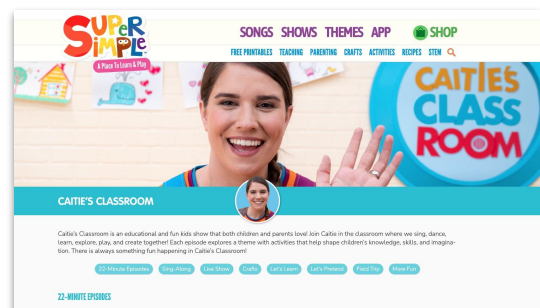 SUPER
SIMPLE
A Place To Learn & Play
SONGS SHOWS THEMES APP SHOP
FREE PRINTABLES TEACHING PARENTING CRAFTS ACTIVITIES RECIPES STEM
CAITIE'S
CLASS
ROOM
CAITIE'S CLASSROOM
Caitie's Classroom is an educational and fun kids show that both children and parents love! Join Caitie in the classroom where we sing, dance,
learn, explore, play, and create together! Each episode explores a theme with activities that help shape children's knowledge, skills, and imagina-
tion. There is always something fun happening in Caitie's Classroom!
22-Minute Episodes Sing-Along Live Show Crafts Let's Learn Let's Pretend Field Trip More Fun
22-MINUTE EPISODES